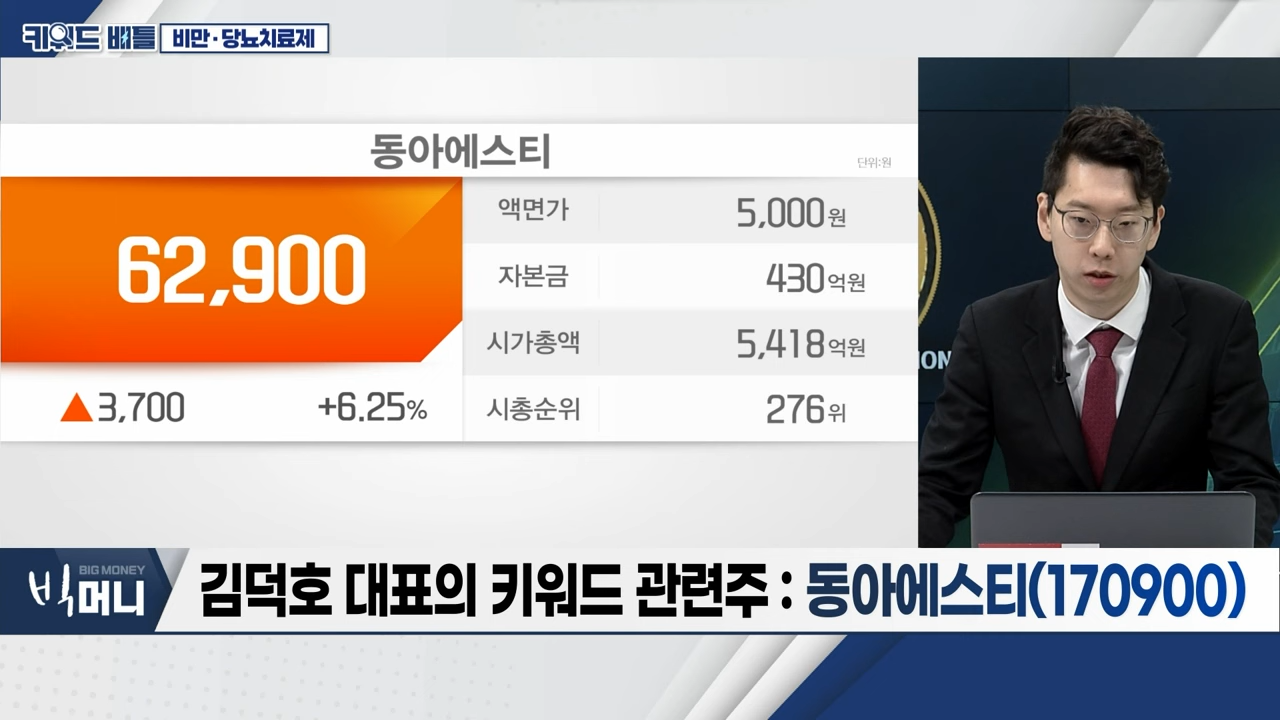 키워드 배틀 비만·당뇨치료제
동아에스티
단위:원
62,900
▲3,700 +6.25%
액면가 5,000원
자본금 430억원
시가총액 5,418억원
시총순위 276위
ION
빅머니 BIG MONEY
김덕호 대표의 키워드 관련주 : 동아에스티(170900)